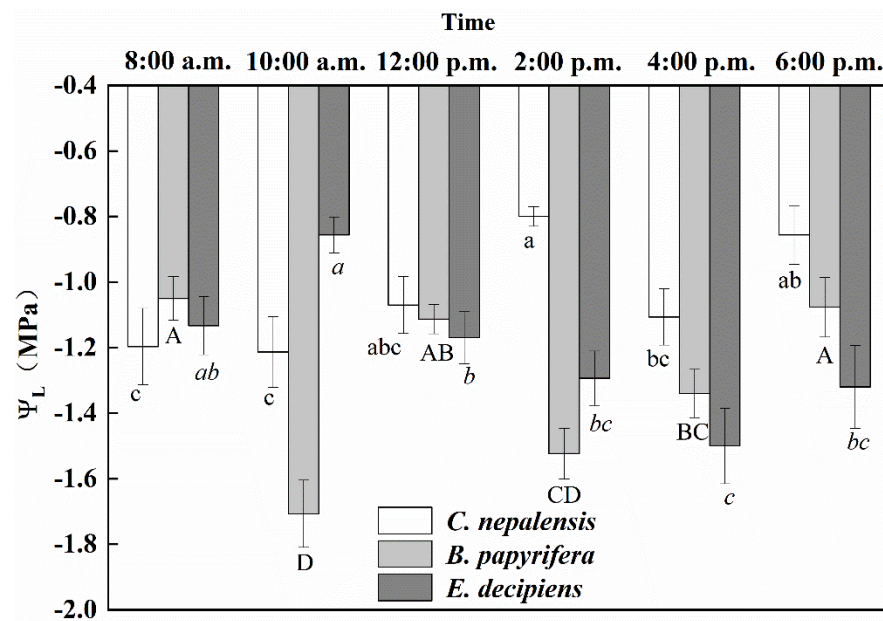 Time
8:00 a.m. 10:00 a.m. 12:00 p.m. 2:00 p.m. 4:00 p.m. 6:00 p.m.
-0.4
-0.6
-0.8
-1.0
-1.2
-1.4
-1.6
-1.8
-2.0
Ψ_L (MPa)
c A ab
c D a
abc AB b
a CD bc
bc BC c
ab A bc
C. nepalensis
B. papyrifera
E. decipiens